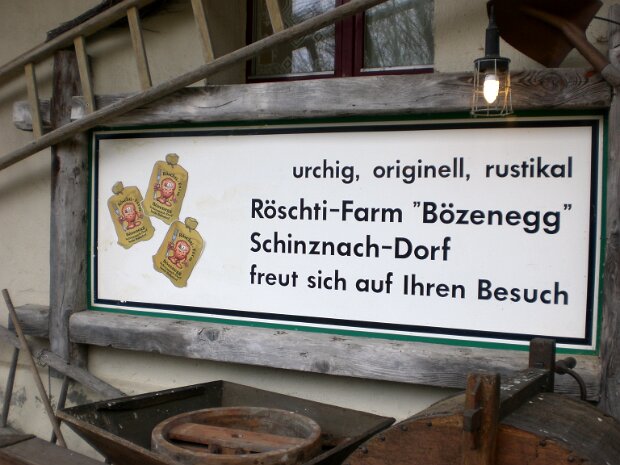 urchig, originell, rustikal
Röschti-Farm "Bözenegg"
Schinznach-Dorf
freut sich auf Ihren Besuch